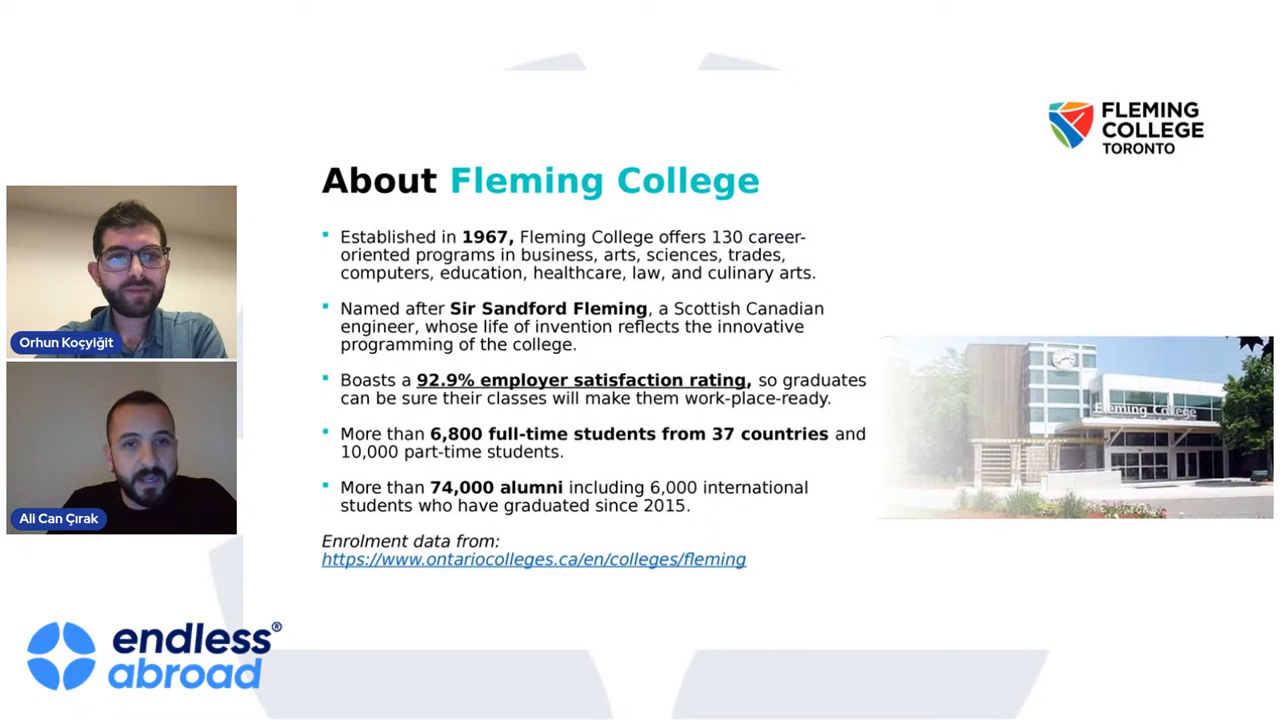 FLEMING
COLLEGE
TORONTO
About Fleming College
Established in 1967, Fleming College offers 130 career-
oriented programs in business, arts, sciences, trades,
computers, education, healthcare, law, and culinary arts.
Named after Sir Sandford Fleming, a Scottish Canadian
engineer, whose life of invention reflects the innovative
programming of the college.
Boasts a 92.9% employer satisfaction rating, so graduates
can be sure their classes will make them work-place-ready.
More than 6,800 full-time students from 37 countries and
10,000 part-time students.
More than 74,000 alumni including 6,000 international
students who have graduated since 2015.
Enrolment data from:
https://www.ontariocolleges.ca/en/colleges/fleming
Fleming College
Orhun Koçyiğit
Ali Can Çırak
endless®
abroad